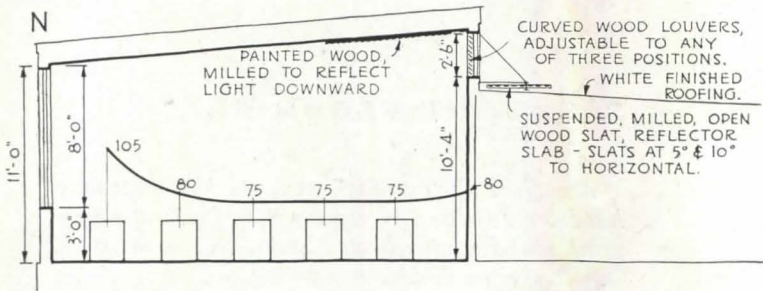 N
PAINTED WOOD,
MILLED TO REFLECT
LIGHT DOWNWARD
2'-6"
CURVED WOOD LOUVERS,
ADJUSTABLE TO ANY
OF THREE POSITIONS.
WHITE FINISHED
ROOFING.
SUSPENDED, MILLED, OPEN
WOOD SLAT, REFLECTOR
SLAB - SLATS AT 5° & 10°
TO HORIZONTAL.
11'-0"
8'-0"
3'-0"
10'-4"
105
80
75
75
75
80